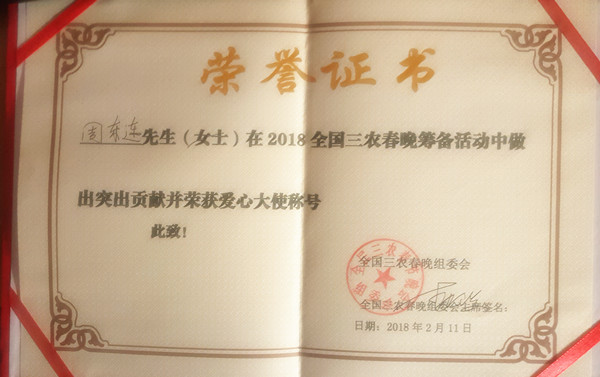 荣誉证书
周东连先生（女士）在2018全国三农春晚筹备活动中做
出突出贡献并荣获爱心大使称号
此致！
全国三农春晚组委会
全国三农春晚组委会主席签名：
日期：2018年2月11日